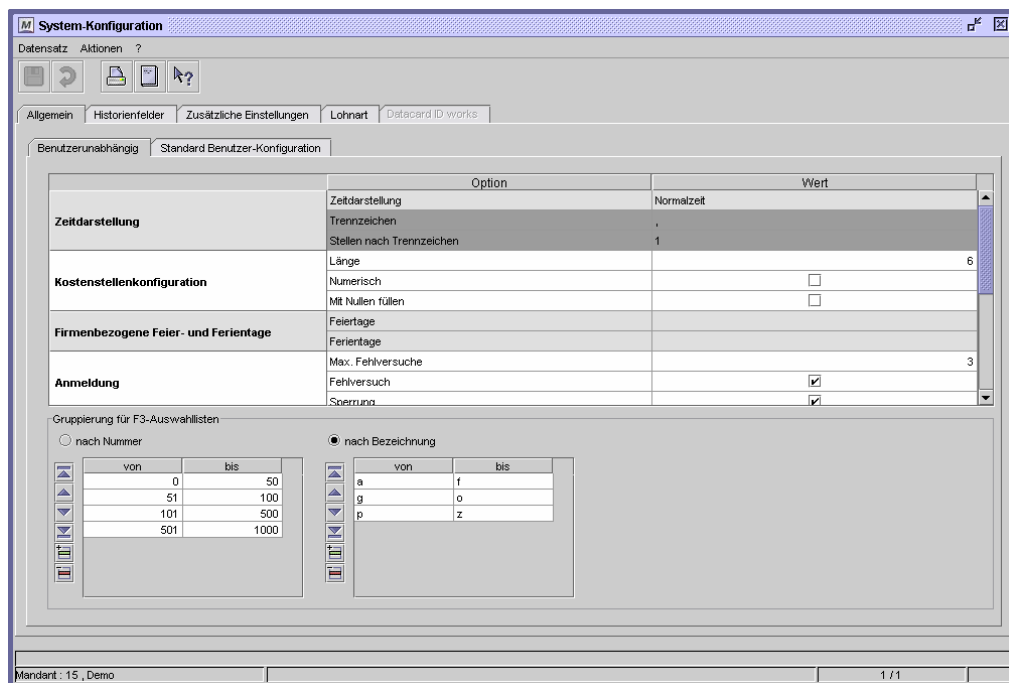 M System-Konfiguration
Datensatz Aktionen ?
Allgemein Historienfelder Zusätzliche Einstellungen Lohnart Datacard ID works
Benutzerunabhängig Standard Benutzer-Konfiguration
Option Wert
Zeitdarstellung
Zeitdarstellung Normalzeit
Trennzeichen ,
Stellen nach Trennzeichen 1
Kostenstellenkonfiguration
Länge 6
Numerisch
Mit Nullen füllen
Firmenbezogene Feier- und Ferientage
Feiertage
Ferientage
Anmeldung
Max. Fehlversuche 3
Fehlversuch
Sperrung
Gruppierung für F3-Auswahllisten
nach Nummer nach Bezeichnung
von bis von bis
0 50 a f
51 100 g o
101 500 p z
501 1000
Mandant : 15 , Demo 1 / 1